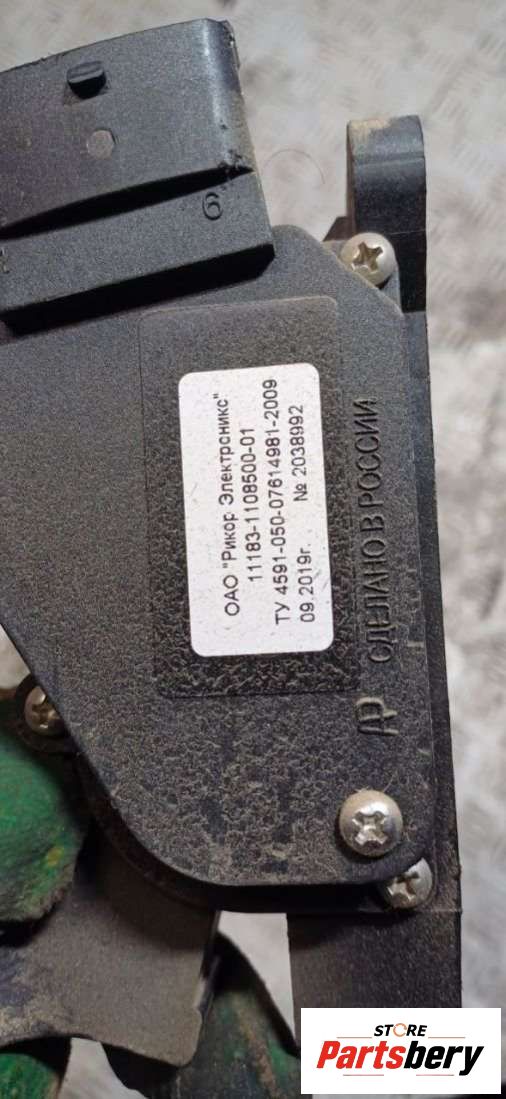 6
ОАО "Рикор Электроникс"
11183-1108500-01
ТУ 4591-050-07614981-2009
09.2019г. № 2038992
СДЕЛАНО В РОССИИ
STORE
Partsbery